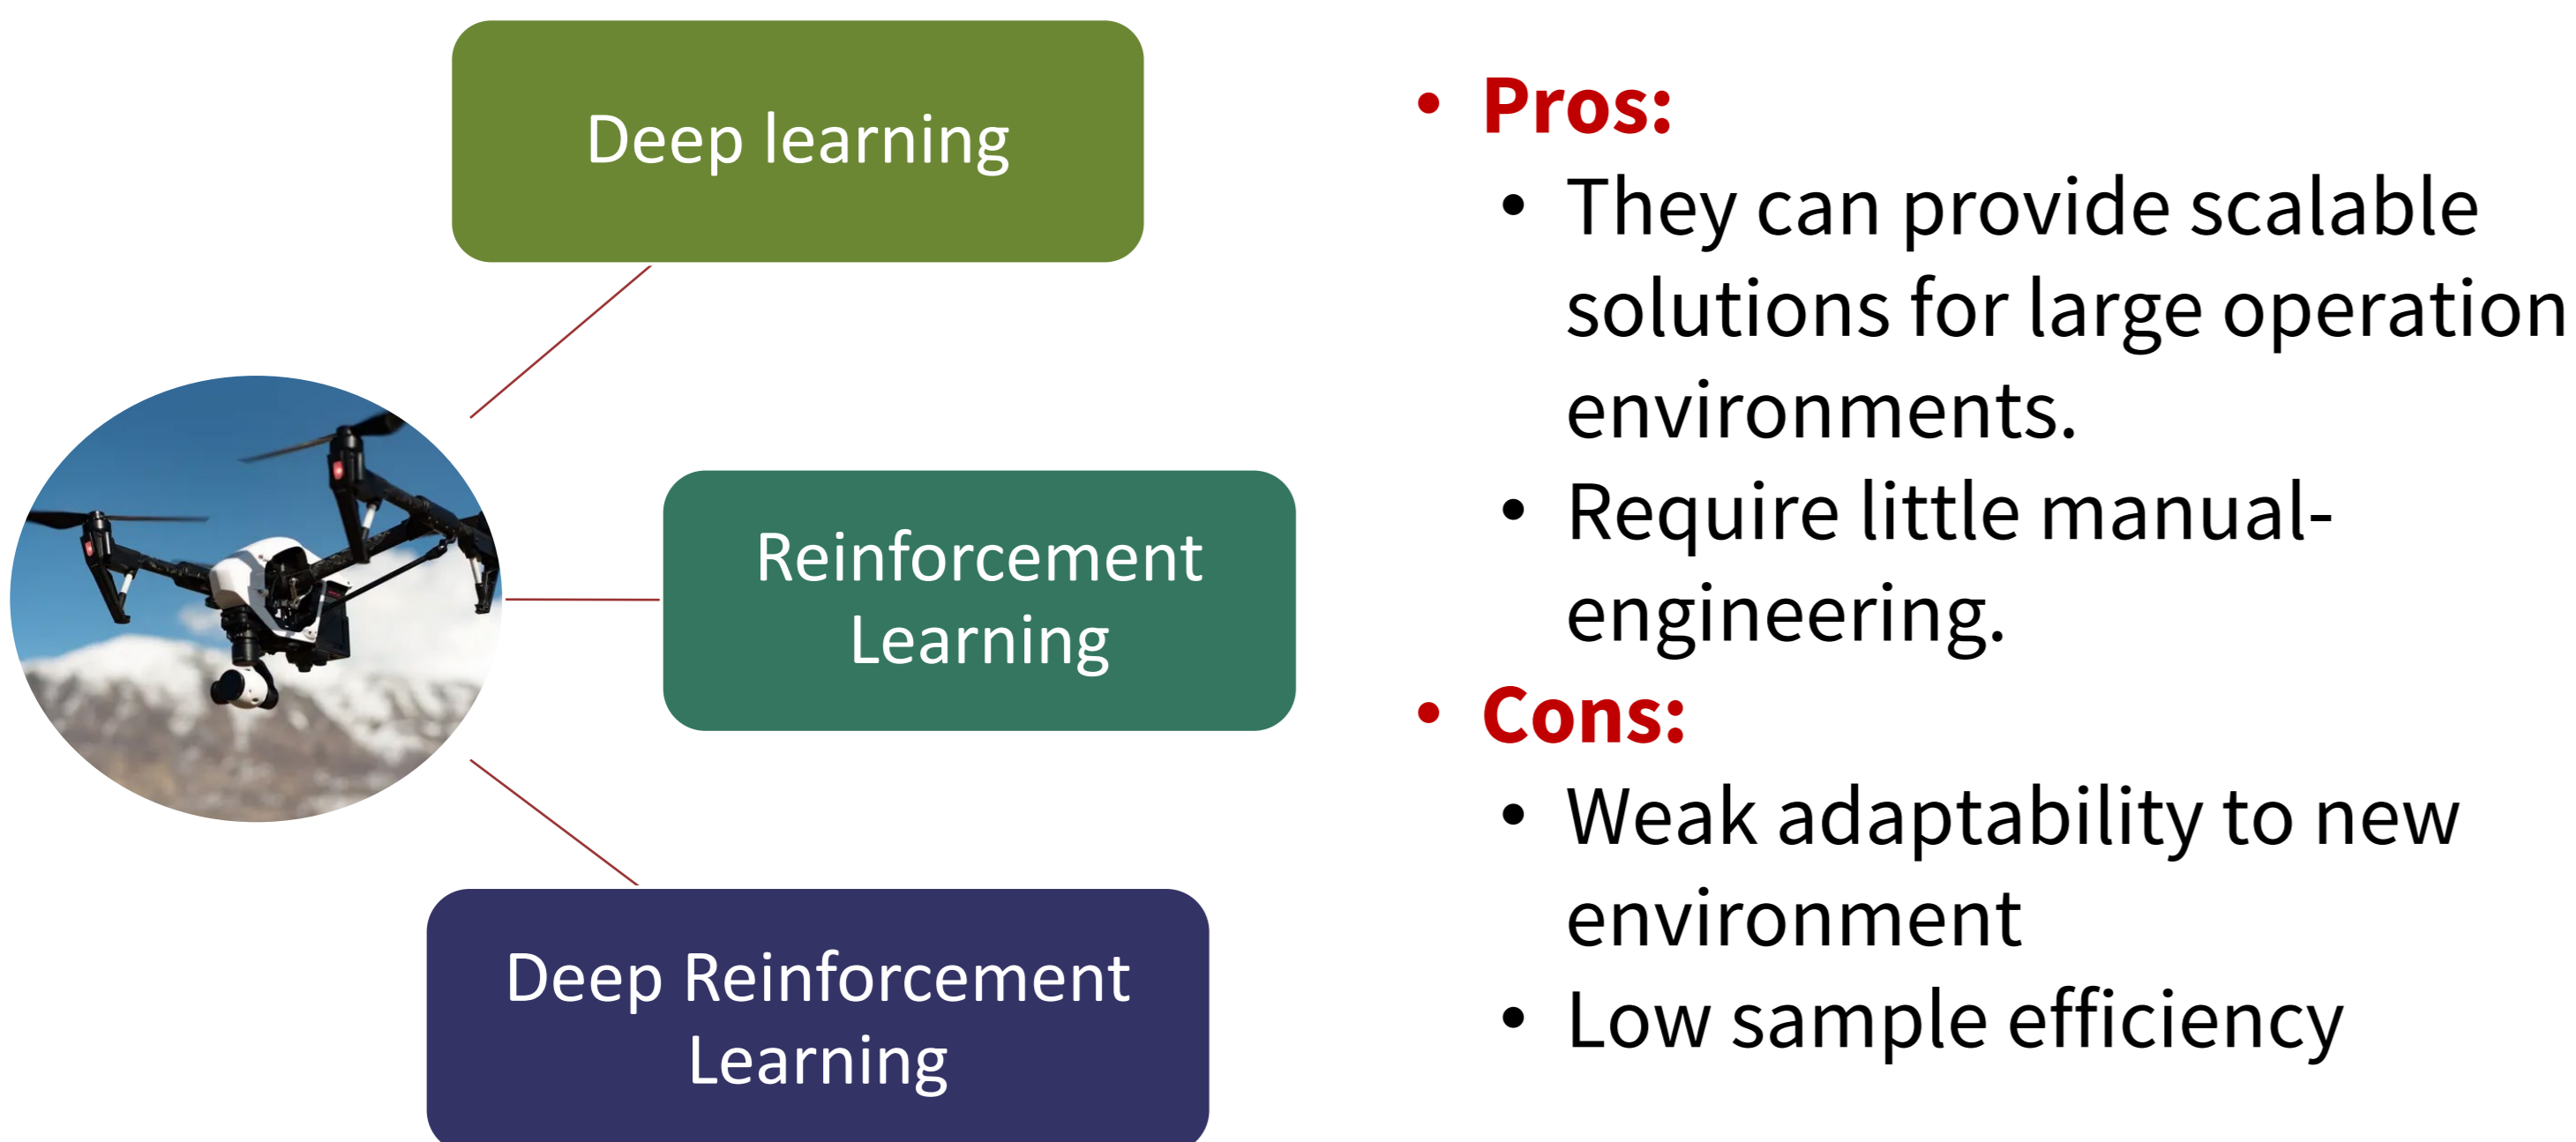 Deep learning
Reinforcement
Learning
Deep Reinforcement
Learning
• Pros:
• They can provide scalable
solutions for large operation
environments.
• Require little manual-
engineering.
• Cons:
• Weak adaptability to new
environment
• Low sample efficiency